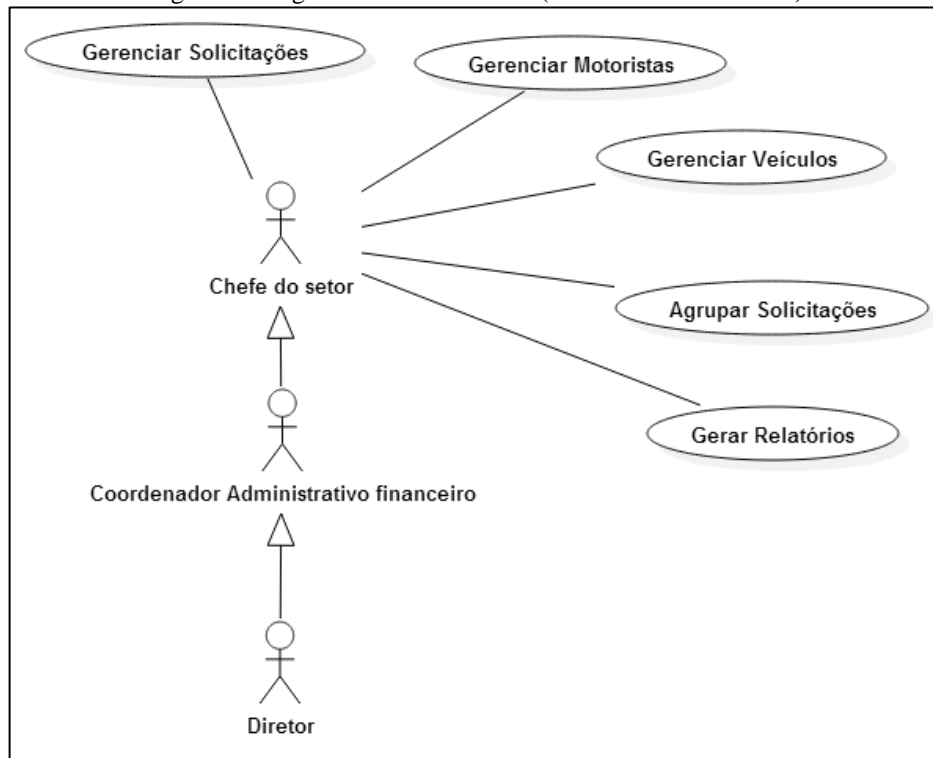 Gerenciar Solicitações
Gerenciar Motoristas
Gerenciar Veículos
Chefe do setor
Agrupar Solicitações
Gerar Relatórios
Coordenador Administrativo financeiro
Diretor